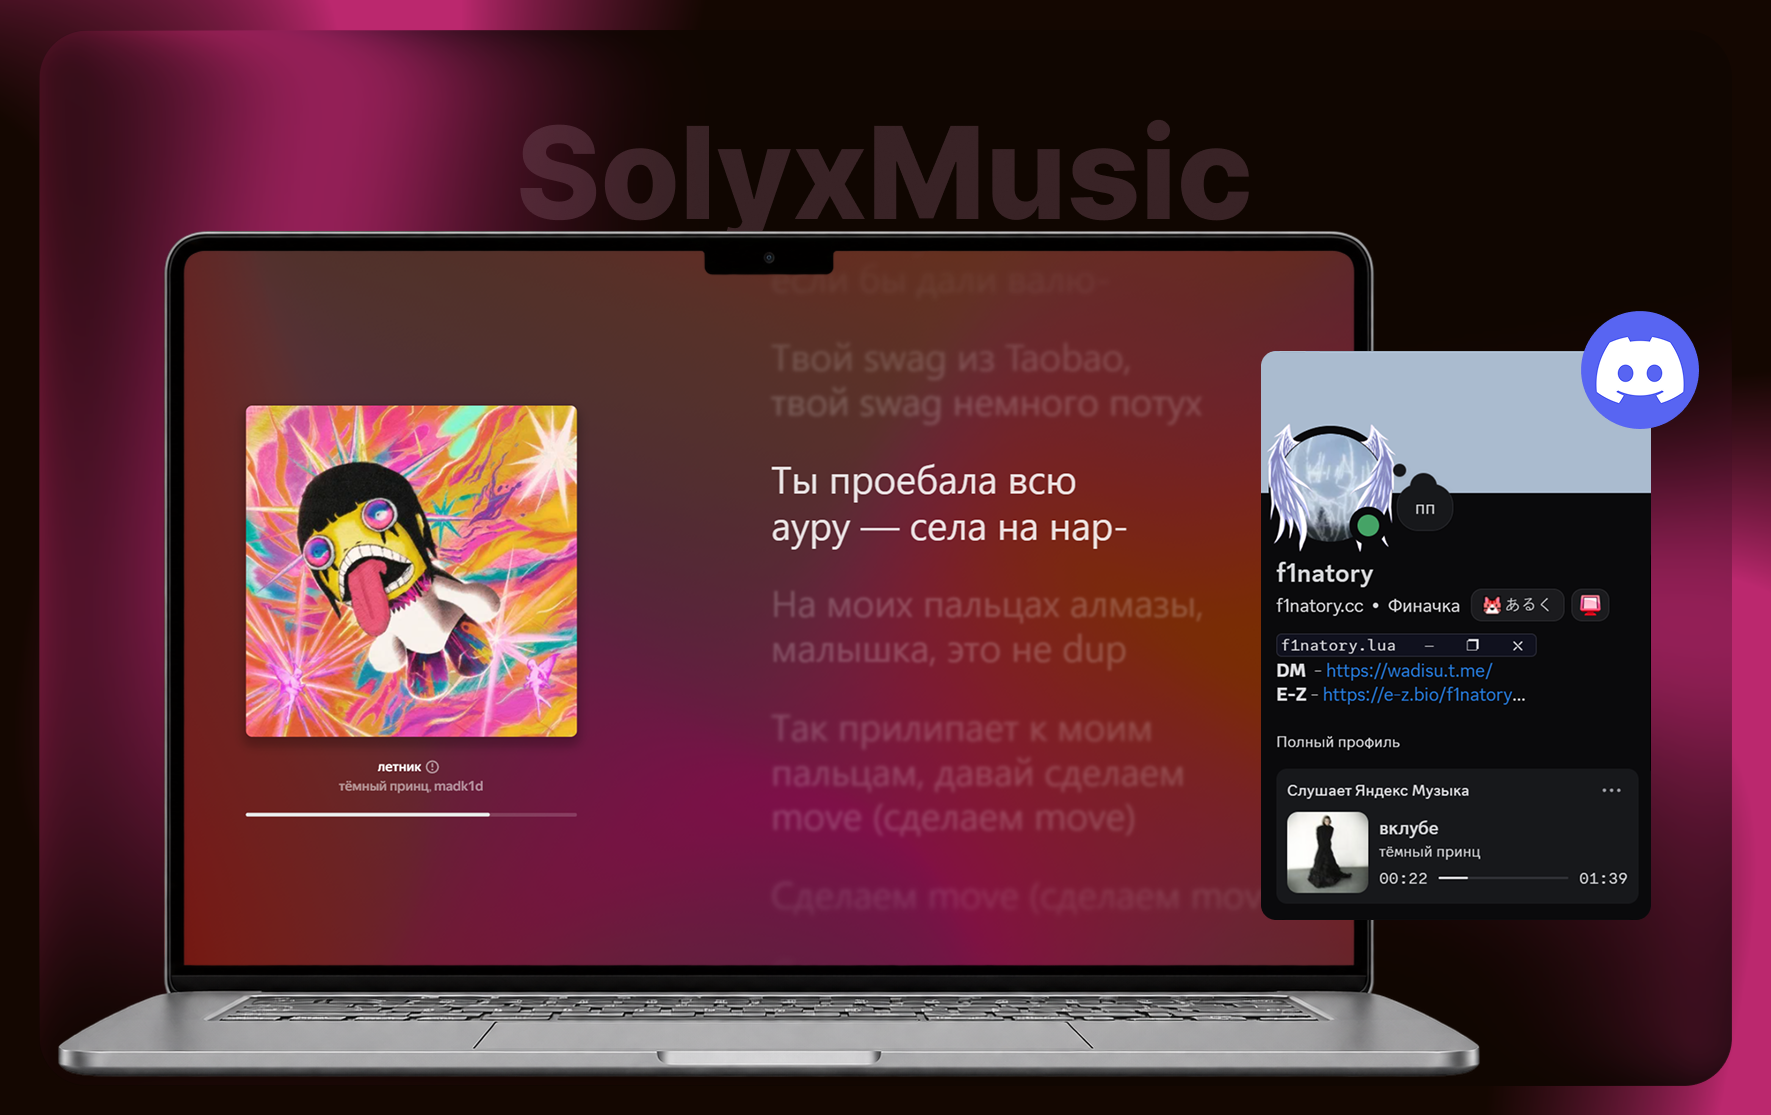 SolyxMusic
если бы дали валю-
Твой swag из Taobao,
твой swag немного потух
Ты проебала всю
ауру — села на нар-
На моих пальцах алмазы,
малышка, это не dup
Так прилипает к моим
пальцам, давай сделаем
move (сделаем move)
Сделаем move (сделаем mov
летник
тёмный принц, madk1d
пп
f1natory
f1natory.cc • Финачка あるく
f1natory.lua
DM - https://wadisu.t.me/
E-Z - https://e-z.bio/f1natory...
Полный профиль
Слушает Яндекс Музыка
вклубе
тёмный принц
00:22 01:39